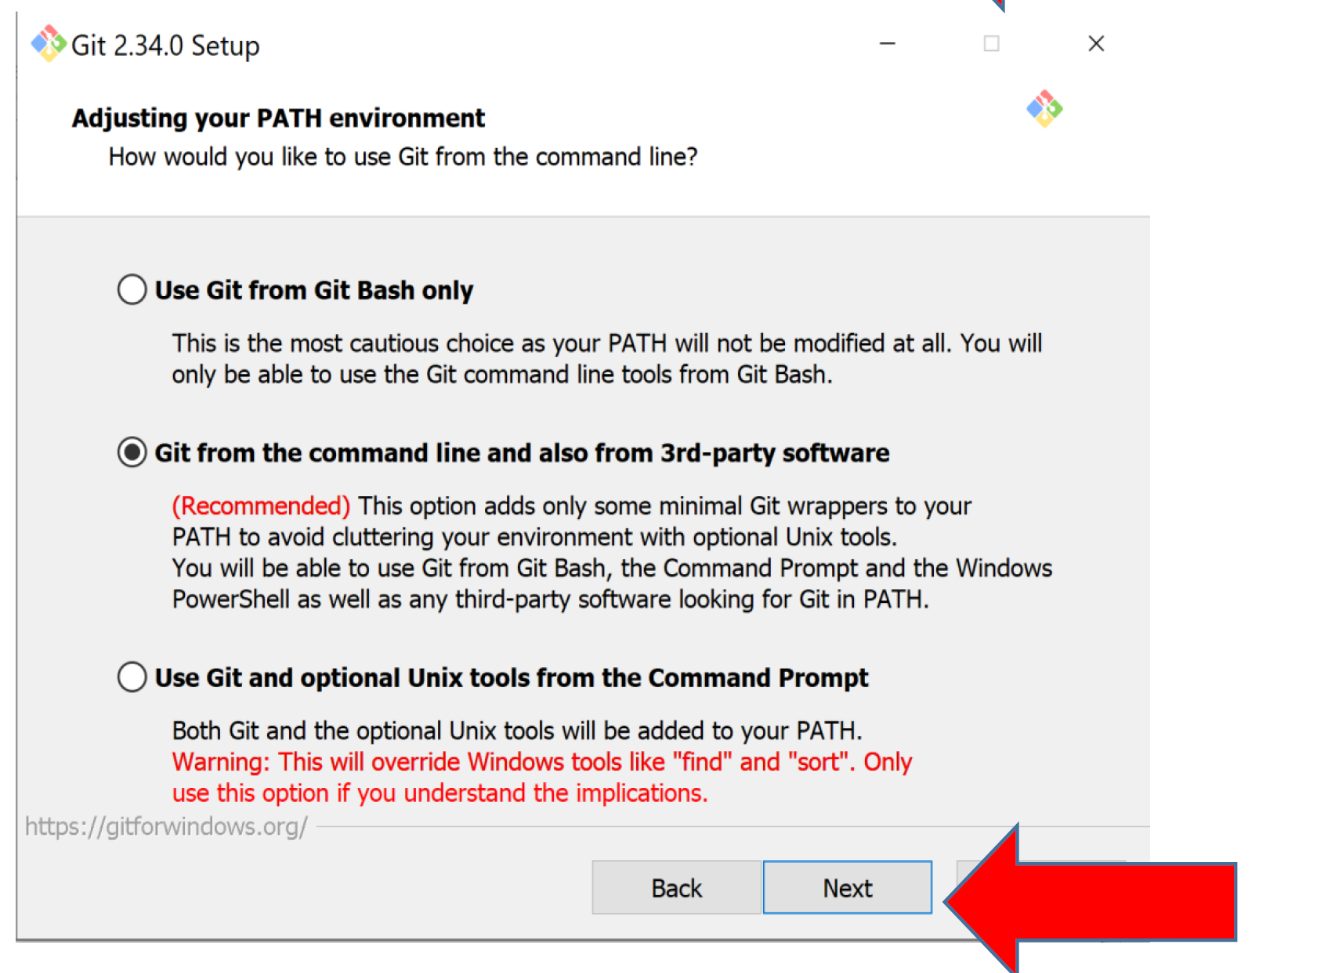 Git 2.34.0 Setup
Adjusting your PATH environment
How would you like to use Git from the command line?
Use Git from Git Bash only
This is the most cautious choice as your PATH will not be modified at all. You will
only be able to use the Git command line tools from Git Bash.
Git from the command line and also from 3rd-party software
(Recommended) This option adds only some minimal Git wrappers to your
PATH to avoid cluttering your environment with optional Unix tools.
You will be able to use Git from Git Bash, the Command Prompt and the Windows
PowerShell as well as any third-party software looking for Git in PATH.
Use Git and optional Unix tools from the Command Prompt
Both Git and the optional Unix tools will be added to your PATH.
Warning: This will override Windows tools like "find" and "sort". Only
use this option if you understand the implications.
https://gitforwindows.org/
Back
Next